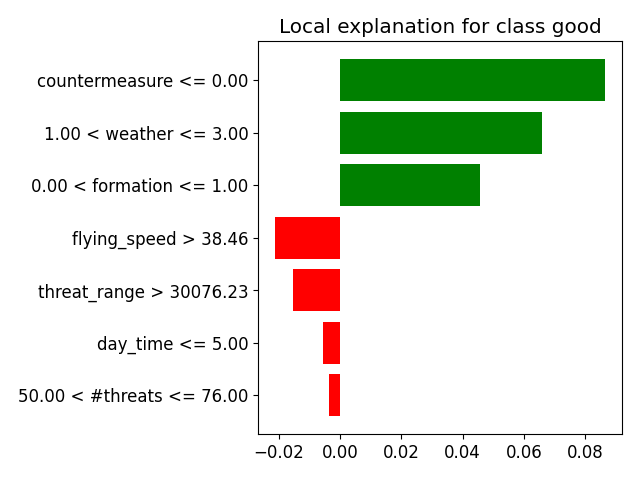 Local explanation for class good
countermeasure <= 0.00
1.00 < weather <= 3.00
0.00 < formation <= 1.00
flying_speed > 38.46
threat_range > 30076.23
day_time <= 5.00
50.00 < #threats <= 76.00
−0.02 0.00 0.02 0.04 0.06 0.08